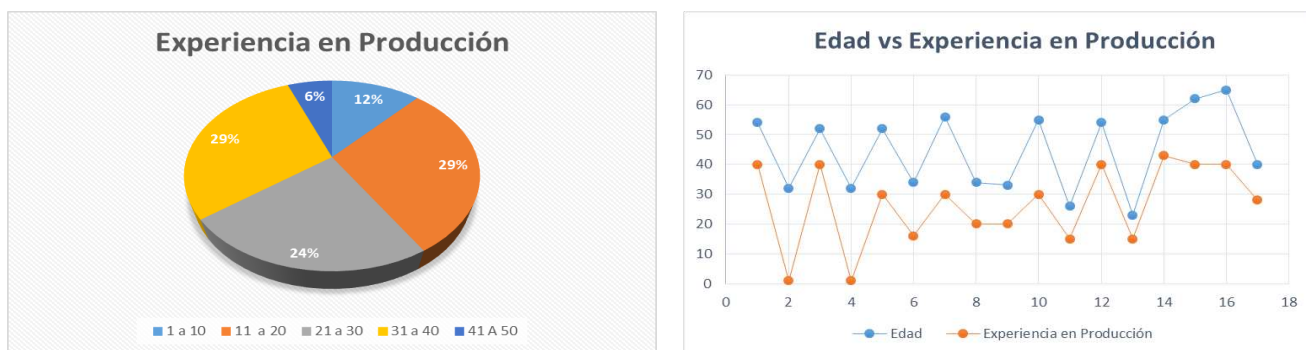 Experiencia en Producción
6%
12%
29%
29%
24%
1 a 10 11 a 20 21 a 30 31 a 40 41 A 50
Edad vs Experiencia en Producción
70
60
50
40
30
20
10
0
0 2 4 6 8 10 12 14 16 18
Edad Experiencia en Producción